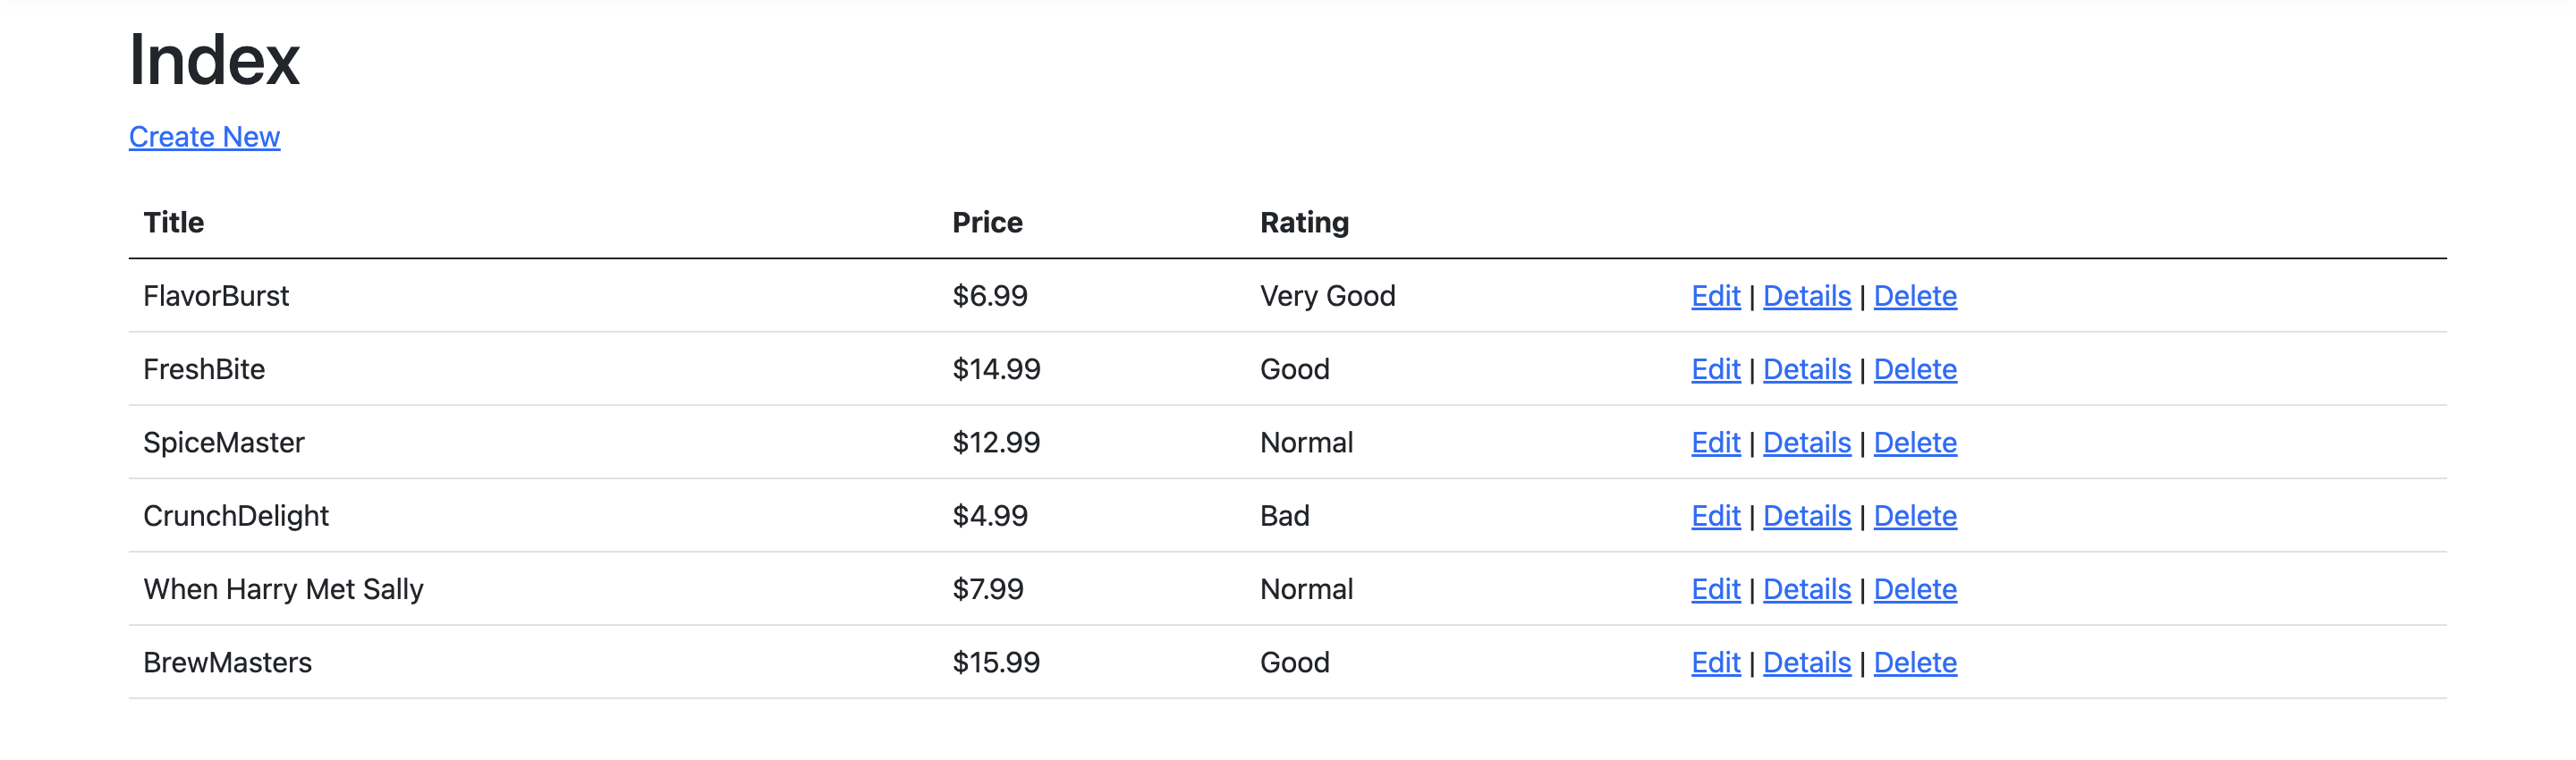 Index
Create New
Title Price Rating
FlavorBurst $6.99 Very Good Edit | Details | Delete
FreshBite $14.99 Good Edit | Details | Delete
SpiceMaster $12.99 Normal Edit | Details | Delete
CrunchDelight $4.99 Bad Edit | Details | Delete
When Harry Met Sally $7.99 Normal Edit | Details | Delete
BrewMasters $15.99 Good Edit | Details | Delete